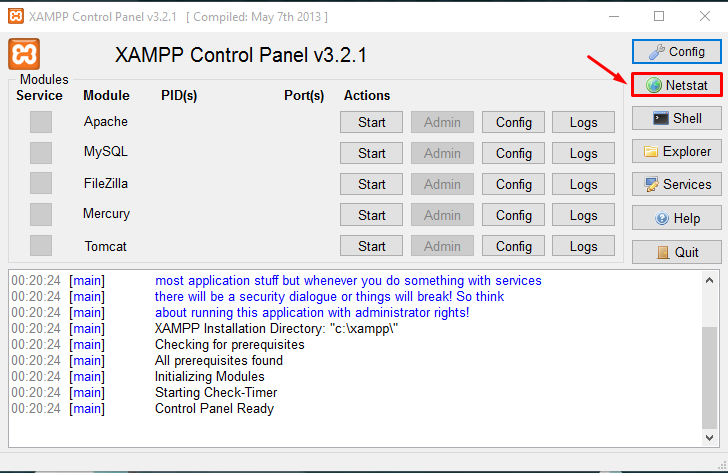 XAMPP Control Panel v3.2.1 [ Compiled: May 7th 2013 ]
XAMPP Control Panel v3.2.1
Config
Modules
Netstat
Service Module PID(s) Port(s) Actions
Apache Start Admin Config Logs
Shell
MySQL Start Admin Config Logs
Explorer
FileZilla Start Admin Config Logs
Services
Mercury Start Admin Config Logs
Help
Tomcat Start Admin Config Logs
Quit
00:20:24 [main] most application stuff but whenever you do something with services
00:20:24 [main] there will be a security dialogue or things will break! So think
00:20:24 [main] about running this application with administrator rights!
00:20:24 [main] XAMPP Installation Directory: "c:\xampp\"
00:20:24 [main] Checking for prerequisites
00:20:24 [main] All prerequisites found
00:20:24 [main] Initializing Modules
00:20:24 [main] Starting Check-Timer
00:20:24 [main] Control Panel Ready